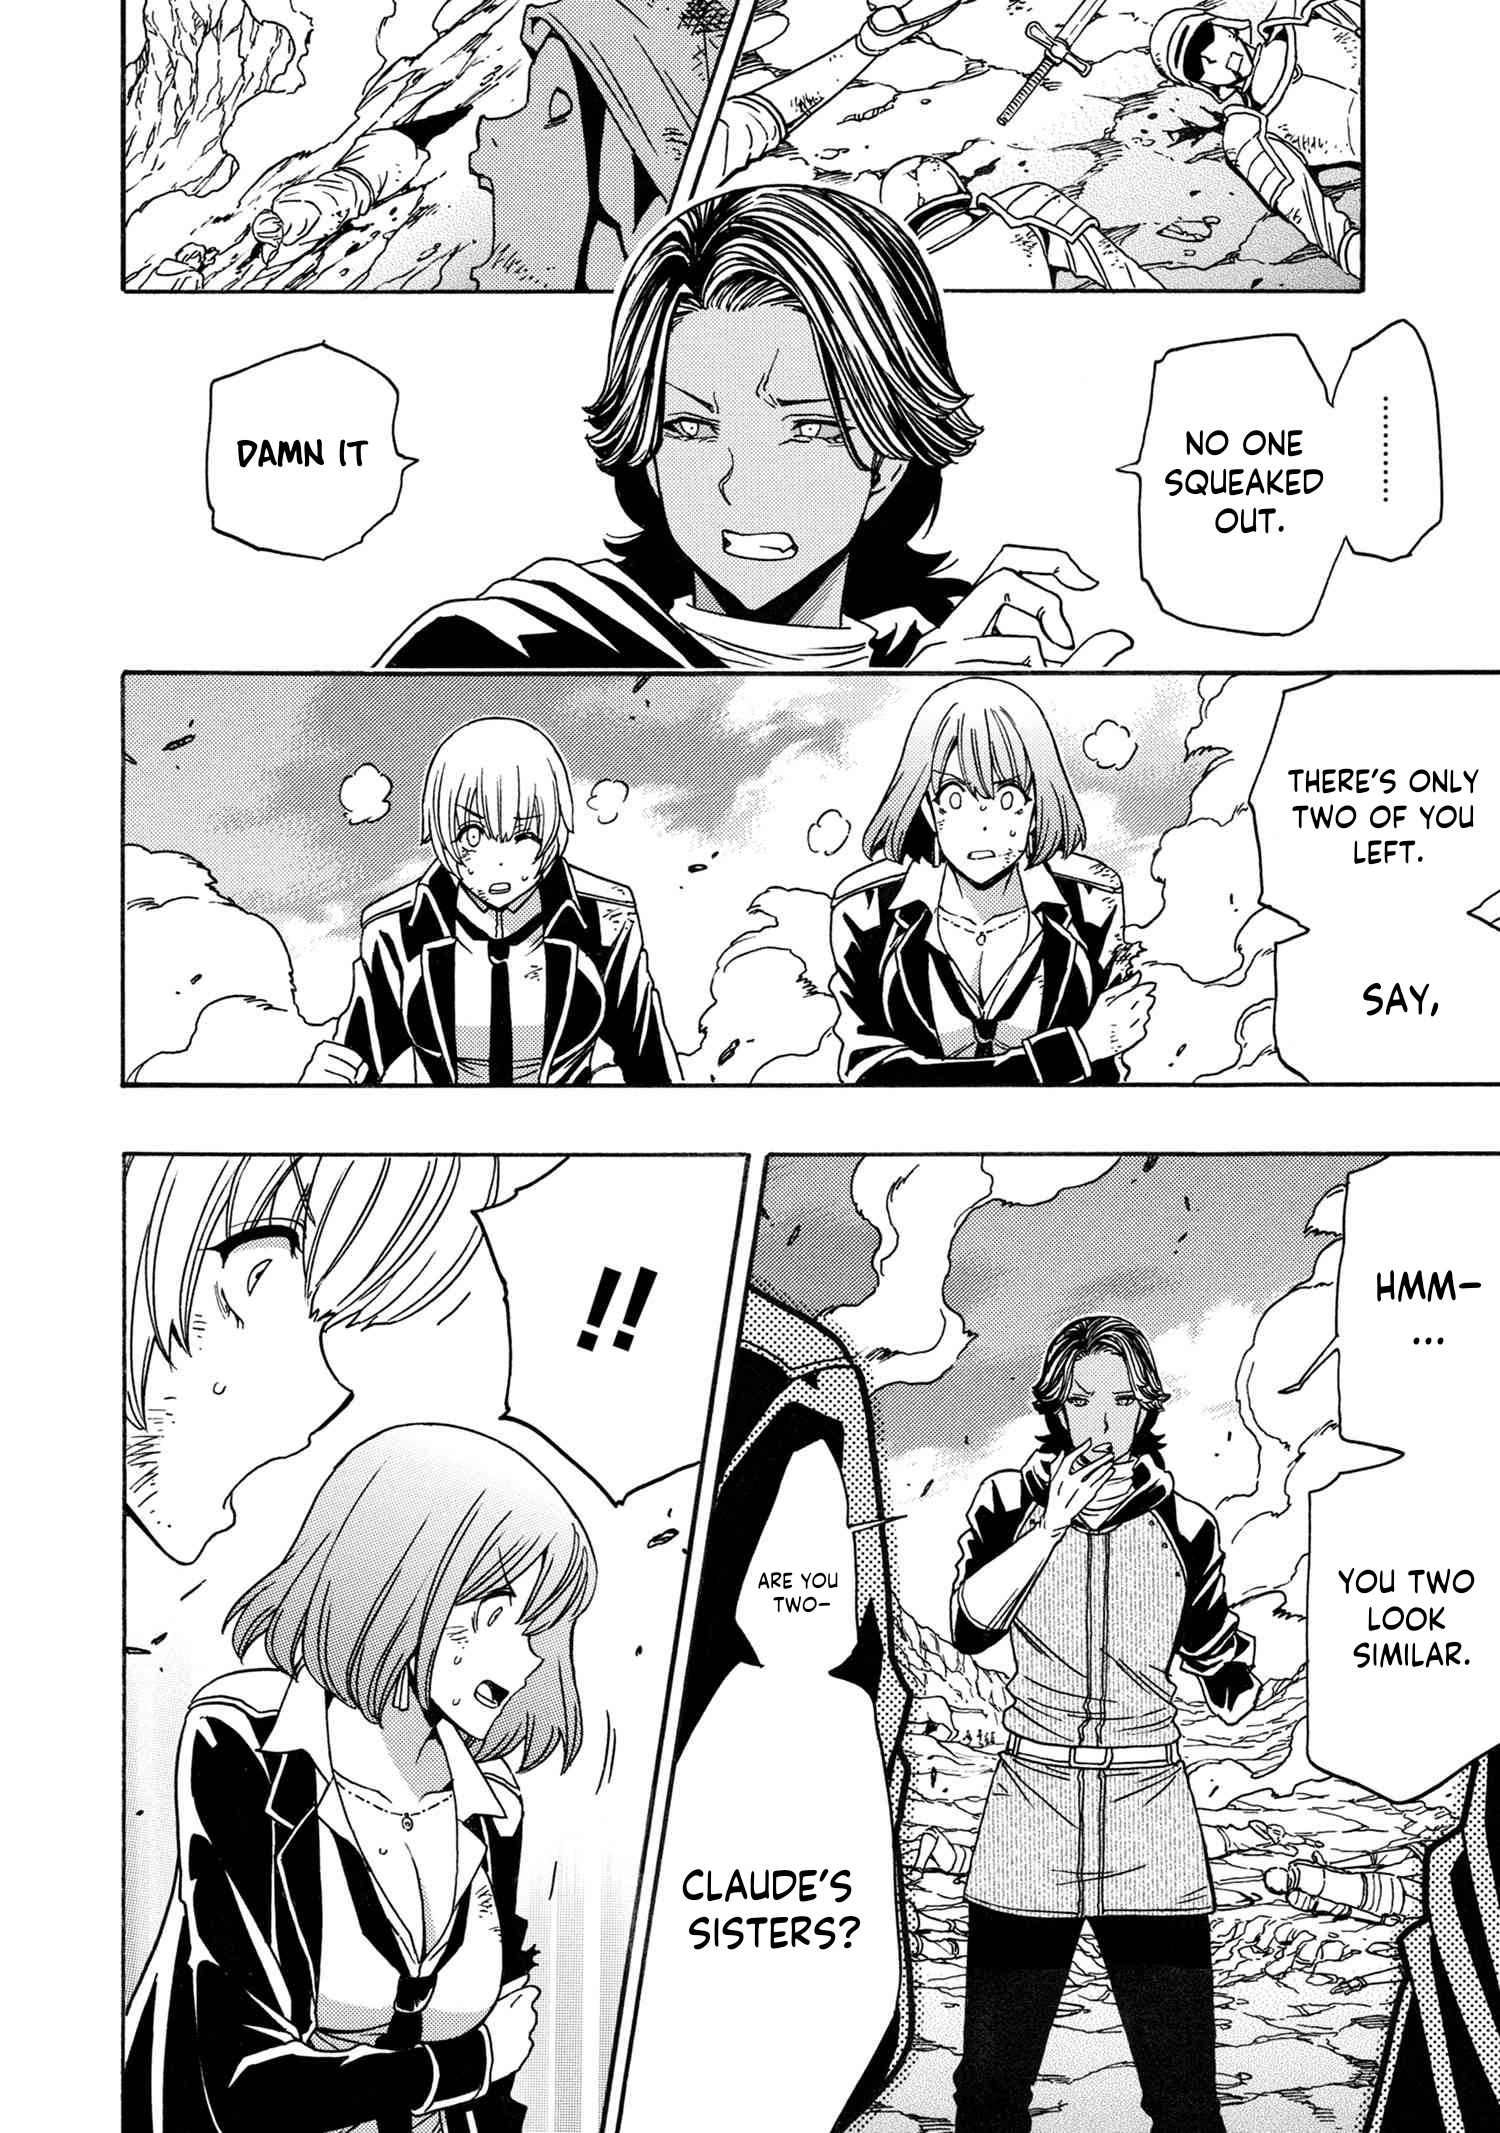 NO ONE
SQUEAKED
OUT.
DAMN IT
THERE'S ONLY
TWO OF YOU
LEFT.
SAY,
HMM-
...
YOU TWO
LOOK
SIMILAR.
ARE YOU
TWO-
CLAUDE'S
SISTERS?
!!